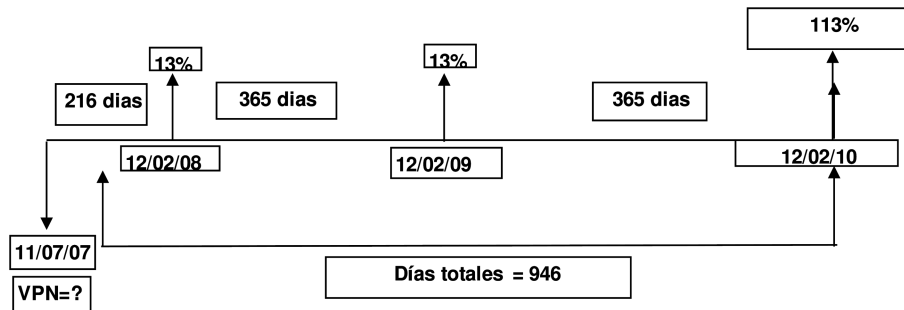 113%
13%
13%
216 dias
365 dias
365 dias
12/02/08
12/02/09
12/02/10
11/07/07
Días totales = 946
VPN=?